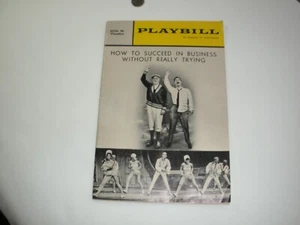 PLAYBILL
HOW TO SUCCEED IN BUSINESS
WITHOUT REALLY TRYING